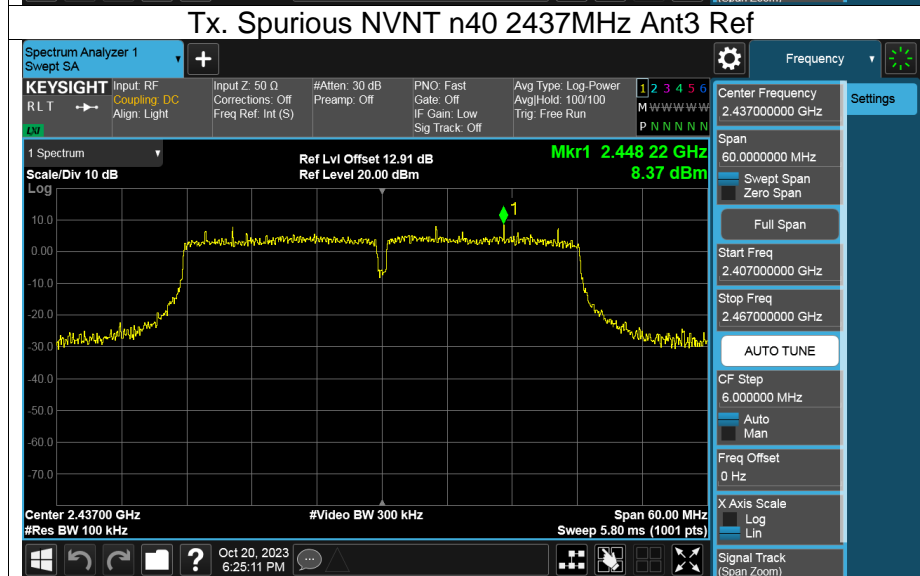 (Span Zoom)
Tx. Spurious NVNT n40 2437MHz Ant3 Ref
Spectrum Analyzer 1
Swept SA
+
Frequency
KEYSIGHT
RLT
LXI
Input: RF
Coupling: DC
Align: Light
Input Z: 50 Ω
Corrections: Off
Freq Ref: Int (S)
#Atten: 30 dB
Preamp: Off
PNO: Fast
Gate: Off
IF Gain: Low
Sig Track: Off
Avg Type: Log-Power
Avg|Hold: 100/100
Trig: Free Run
1 2 3 4 5 6
M W W W W W
P N N N N N
1 Spectrum
Scale/Div 10 dB
Ref Lvl Offset 12.91 dB
Ref Level 20.00 dBm
Mkr1 2.448 22 GHz
8.37 dBm
Log
10.0
0.00
-10.0
-20.0
-30.0
-40.0
-50.0
-60.0
-70.0
1
Center 2.43700 GHz
#Res BW 100 kHz
#Video BW 300 kHz
Span 60.00 MHz
Sweep 5.80 ms (1001 pts)
Center Frequency
2.437000000 GHz
Settings
Span
60.0000000 MHz
Swept Span
Zero Span
Full Span
Start Freq
2.407000000 GHz
Stop Freq
2.467000000 GHz
AUTO TUNE
CF Step
6.000000 MHz
Auto
Man
Freq Offset
0 Hz
X Axis Scale
Log
Lin
Signal Track
(Span Zoom)
?
Oct 20, 2023
6:25:11 PM